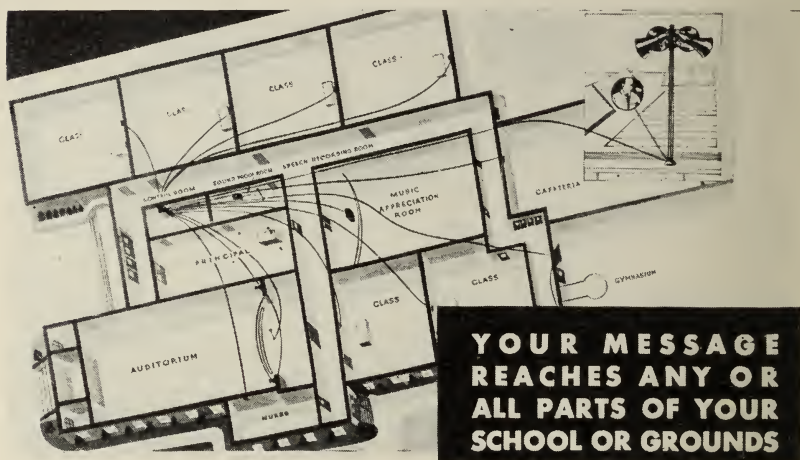 CLASS
CLASS
CLASS
CLASS
CONTROL ROOM
SOUND PROOF ROOM
SPEECH RECORDING ROOM
MUSIC
APPRECIATION
ROOM
CAFETERIA
PRINCIPAL
GYMNASIUM
CLASS
CLASS
AUDITORIUM
NURSE
YOUR MESSAGE
REACHES ANY OR
ALL PARTS OF YOUR
SCHOOL OR GROUNDS